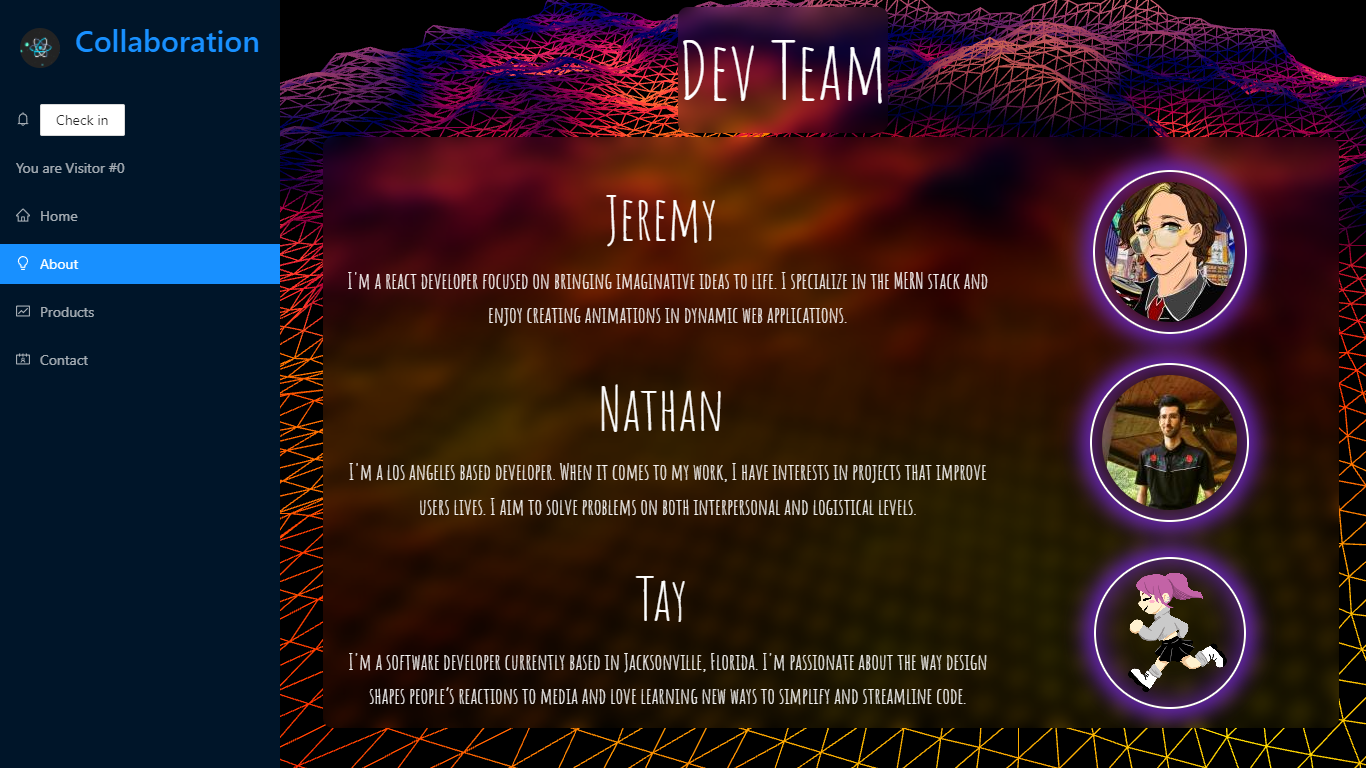 Collaboration
Check in
You are Visitor #0
Home
About
Products
Contact
Dev Team
Jeremy
I'm a react developer focused on bringing imaginative ideas to life. I specialize in the MERN stack and
enjoy creating animations in dynamic web applications.
Nathan
I'm a los angeles based developer. When it comes to my work, I have interests in projects that improve
users lives. I aim to solve problems on both interpersonal and logistical levels.
Tay
I'm a software developer currently based in Jacksonville, Florida. I'm passionate about the way design
shapes people’s reactions to media and love learning new ways to simplify and streamline code.